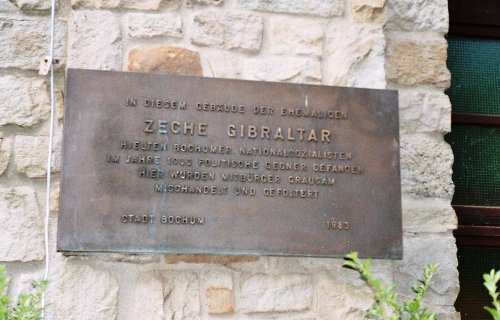 IN DIESEM GEBÄUDE DER EHEMALIGEN
ZECHE GIBRALTAR
HIELTEN BOCHUMER NATIONALSOZIALISTEN
IM JAHRE 1933 POLITISCHE GEGNER GEFANGEN
HIER WURDEN MITBÜRGER GRAUSAM
MISSHANDELT UND GEFOLTERT
STADT BOCHUM 1983